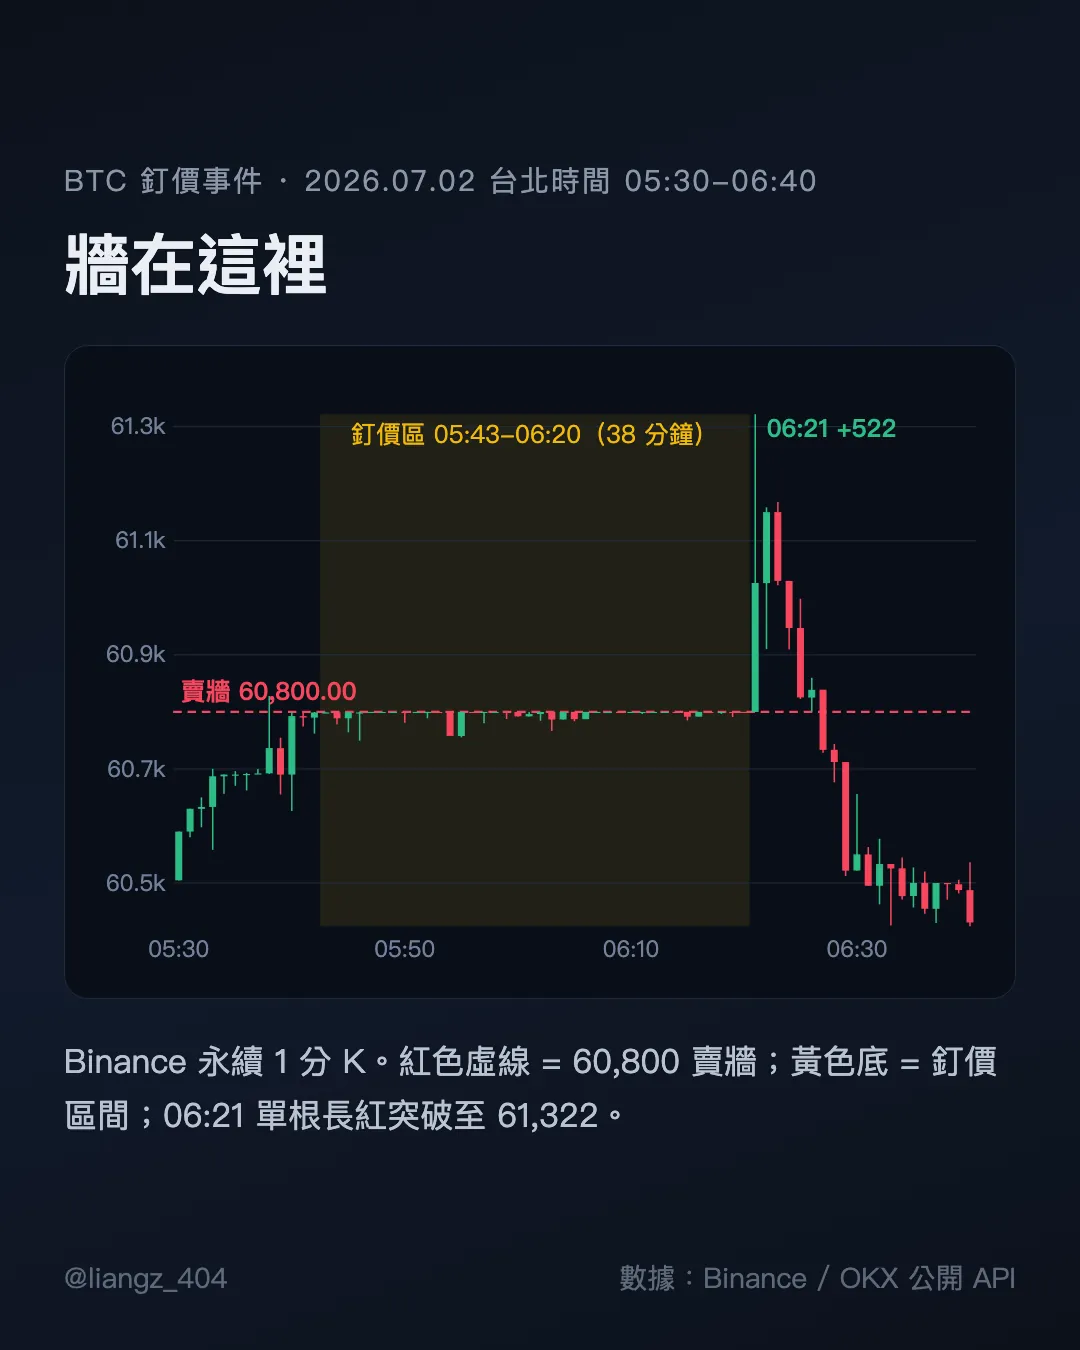 BTC 釘價事件 · 2026.07.02 台北時間 05:30–06:40
牆在這裡
61.3k
釘價區 05:43–06:20（38 分鐘）
06:21 +522
61.1k
60.9k
賣牆 60,800.00
60.7k
60.5k
05:30
05:50
06:10
06:30
Binance 永續 1 分 K。紅色虛線 = 60,800 賣牆；黃色底 = 釘價
區間；06:21 單根長紅突破至 61,322。
@liangz_404
數據：Binance / OKX 公開 API